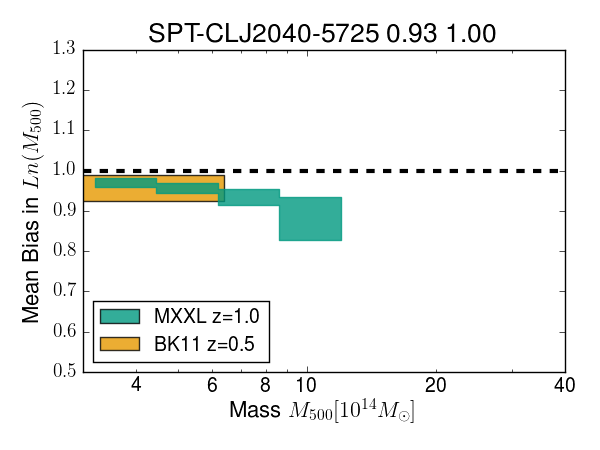 SPT-CLJ2040-5725 0.93 1.00
Mean Bias in Ln(M500)
1.3
1.2
1.1
1.0
0.9
0.8
0.7
0.6
0.5
MXXL z=1.0
BK11 z=0.5
4 6 8 10 20 40
Mass M500[10^14 M⊙]